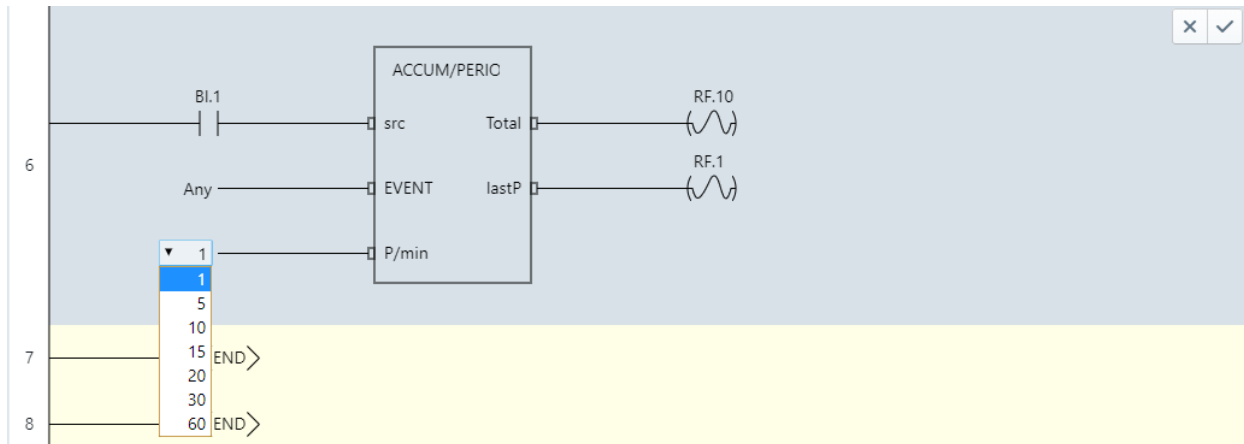 ACCUM/PERIO
BI.1
RF.10
src
Total
RF.1
6
Any
EVENT
lastP
1
P/min
1
5
10
7
15
END
20
30
8
60
END